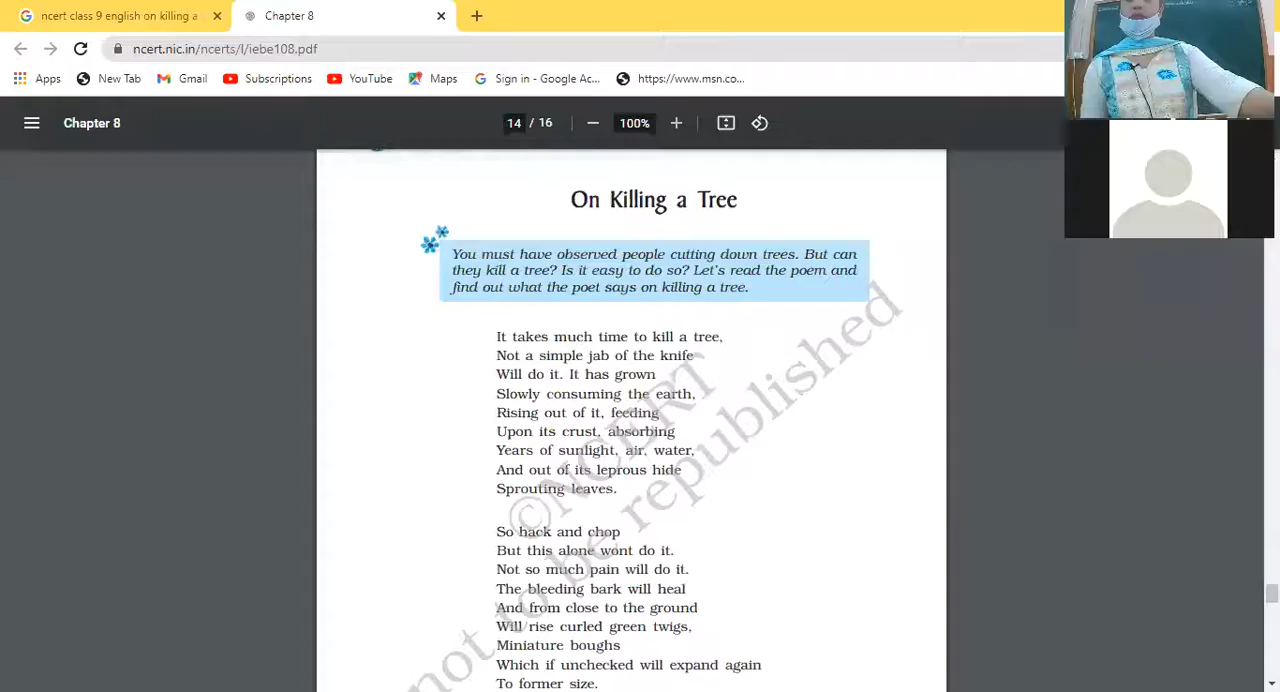 ncert class 9 english on killing a
Chapter 8
ncert.nic.in/ncerts/l/iebe108.pdf
Apps
New Tab
Gmail
Subscriptions
YouTube
Maps
Sign in - Google Ac...
https://www.msn.co...
Chapter 8
14 / 16
100%
On Killing a Tree
You must have observed people cutting down trees. But can
they kill a tree? Is it easy to do so? Let's read the poem and
find out what the poet says on killing a tree.
It takes much time to kill a tree,
Not a simple jab of the knife
Will do it. It has grown
Slowly consuming the earth,
Rising out of it, feeding
Upon its crust, absorbing
Years of sunlight, air, water,
And out of its leprous hide
Sprouting leaves.
So hack and chop
But this alone wont do it.
Not so much pain will do it.
The bleeding bark will heal
And from close to the ground
Will rise curled green twigs,
Miniature boughs
Which if unchecked will expand again
To former size.
©NCERT
not to be republished